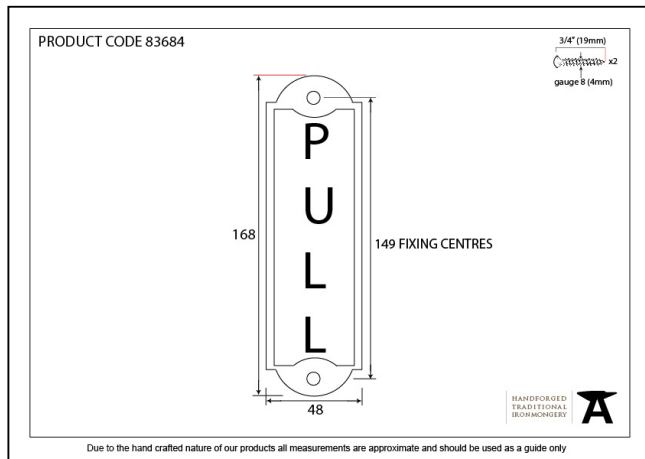 PRODUCT CODE 83684
3/4" (19mm)
x2
gauge 8 (4mm)
P
U
L
L
168
149 FIXING CENTRES
48
HANDFORGED
TRADITIONAL
IRONMONGERY
A
Due to the hand crafted nature of our products all measurements are approximate and should be used as a guide only